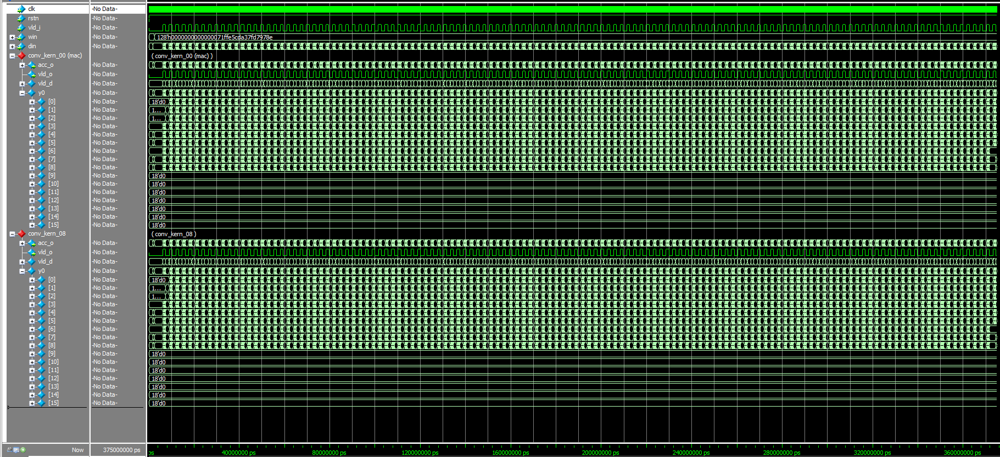 clk -No Data-
rstn -No Data-
vld_i -No Data-
win -No Data- 128'h0000000000000071ffe5cda37fd7978e
din -No Data-
conv_kern_00 (mac) ( conv_kern_00 (mac) )
acc_o -No Data-
vld_o -No Data-
vld_d -No Data-
y0 -No Data-
[0] -No Data- 18'd0
[1] -No Data- 1...
[2] -No Data- 1...
[3] -No Data-
[4] -No Data-
[5] -No Data-
[6] -No Data-
[7] -No Data-
[8] -No Data-
[9] -No Data- 18'd0
[10] -No Data- 18'd0
[11] -No Data- 18'd0
[12] -No Data- 18'd0
[13] -No Data- 18'd0
[14] -No Data- 18'd0
[15] -No Data- 18'd0
conv_kern_08 ( conv_kern_08 )
acc_o -No Data-
vld_o -No Data-
vld_d -No Data-
y0 -No Data-
[0] -No Data- 18'd0
[1] -No Data- 1...
[2] -No Data- 1...
[3] -No Data-
[4] -No Data-
[5] -No Data-
[6] -No Data-
[7] -No Data-
[8] -No Data-
[9] -No Data- 18'd0
[10] -No Data- 18'd0
[11] -No Data- 18'd0
[12] -No Data- 18'd0
[13] -No Data- 18'd0
[14] -No Data- 18'd0
[15] -No Data- 18'd0
Now 375000000 ps ps 40000000 ps 80000000 ps 120000000 ps 160000000 ps 200000000 ps 240000000 ps 280000000 ps 320000000 ps 360000000 ps